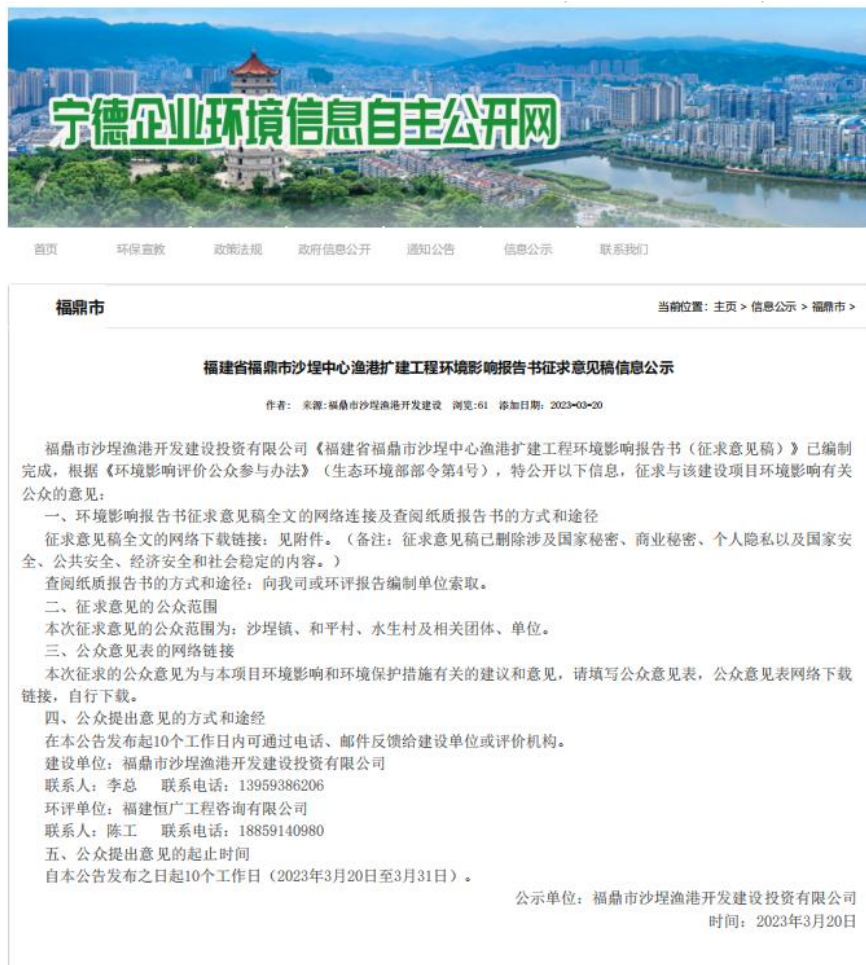 宁德企业环境信息自主公开网
首页 环保宣教 政策法规 政府信息公开 通知公告 信息公示 联系我们
福鼎市
当前位置：主页 > 信息公示 > 福鼎市 >
福建省福鼎市沙埕中心渔港扩建工程环境影响报告书征求意见稿信息公示
作者： 来源:福鼎市沙埕渔港开发建设 浏览:61 添加日期：2023-03-20
福鼎市沙埕渔港开发建设投资有限公司《福建省福鼎市沙埕中心渔港扩建工程环境影响报告书（征求意见稿）》已编制
完成，根据《环境影响评价公众参与办法》（生态环境部部令第4号），特公开以下信息，征求与该建设项目环境影响有关
公众的意见：
一、环境影响报告书征求意见稿全文的网络连接及查阅纸质报告书的方式和途径
征求意见稿全文的网络下载链接：见附件。（备注：征求意见稿已删除涉及国家秘密、商业秘密、个人隐私以及国家安
全、公共安全、经济安全和社会稳定的内容。）
查阅纸质报告书的方式和途径：向我司或环评报告编制单位索取。
二、征求意见的公众范围
本次征求意见的公众范围为：沙埕镇、和平村、水生村及相关团体、单位。
三、公众意见表的网络链接
本次征求的公众意见为与本项目环境影响和环境保护措施有关的建议和意见，请填写公众意见表，公众意见表网络下载
链接，自行下载。
四、公众提出意见的方式和途经
在本公告发布起10个工作日内可通过电话、邮件反馈给建设单位或评价机构。
建设单位：福鼎市沙埕渔港开发建设投资有限公司
联系人：李总 联系电话：13959386206
环评单位：福建恒广工程咨询有限公司
联系人：陈工 联系电话：18859140980
五、公众提出意见的起止时间
自本公告发布之日起10个工作日（2023年3月20日至3月31日）。
公示单位：福鼎市沙埕渔港开发建设投资有限公司
时间：2023年3月20日